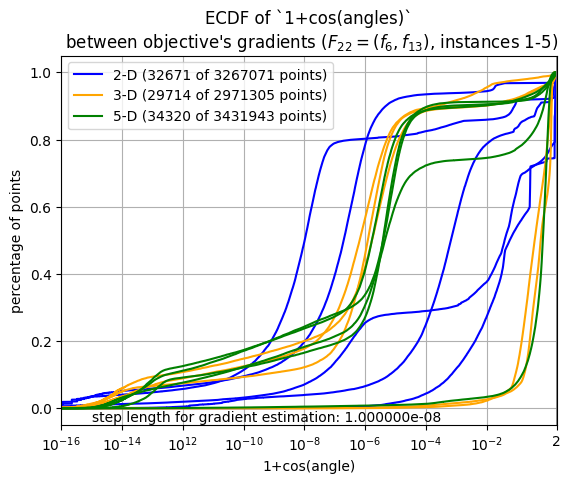 ECDF of `1+cos(angles)`
between objective's gradients (F₂₂ = (f₆, f₁₃), instances 1-5)
2-D (32671 of 3267071 points)
3-D (29714 of 2971305 points)
5-D (34320 of 3431943 points)
percentage of points
1.0
0.8
0.6
0.4
0.2
0.0
step length for gradient estimation: 1.000000e-08
10⁻¹⁶ 10⁻¹⁴ 10⁻¹² 10⁻¹⁰ 10⁻⁸ 10⁻⁶ 10⁻⁴ 10⁻² 2
1+cos(angle)